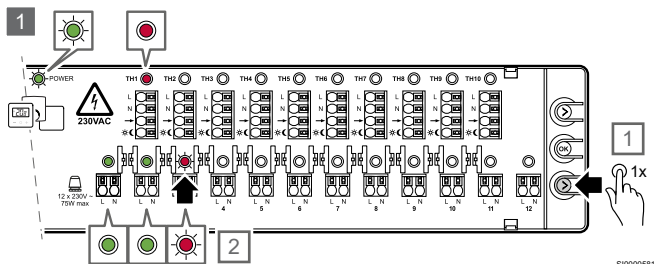 1
POWER
TH1 TH2 TH3 TH4 TH5 TH6 TH7 TH8 TH9 TH10
L L L L L L L L L L
N N N N N N N N N N
230VAC
OK
1
1x
12 x 230V ~
75W max
L N L N L N L N L N L N L N L N L N L N L N L N
4 5 6 7 8 9 10 11 12
2
SI0000581